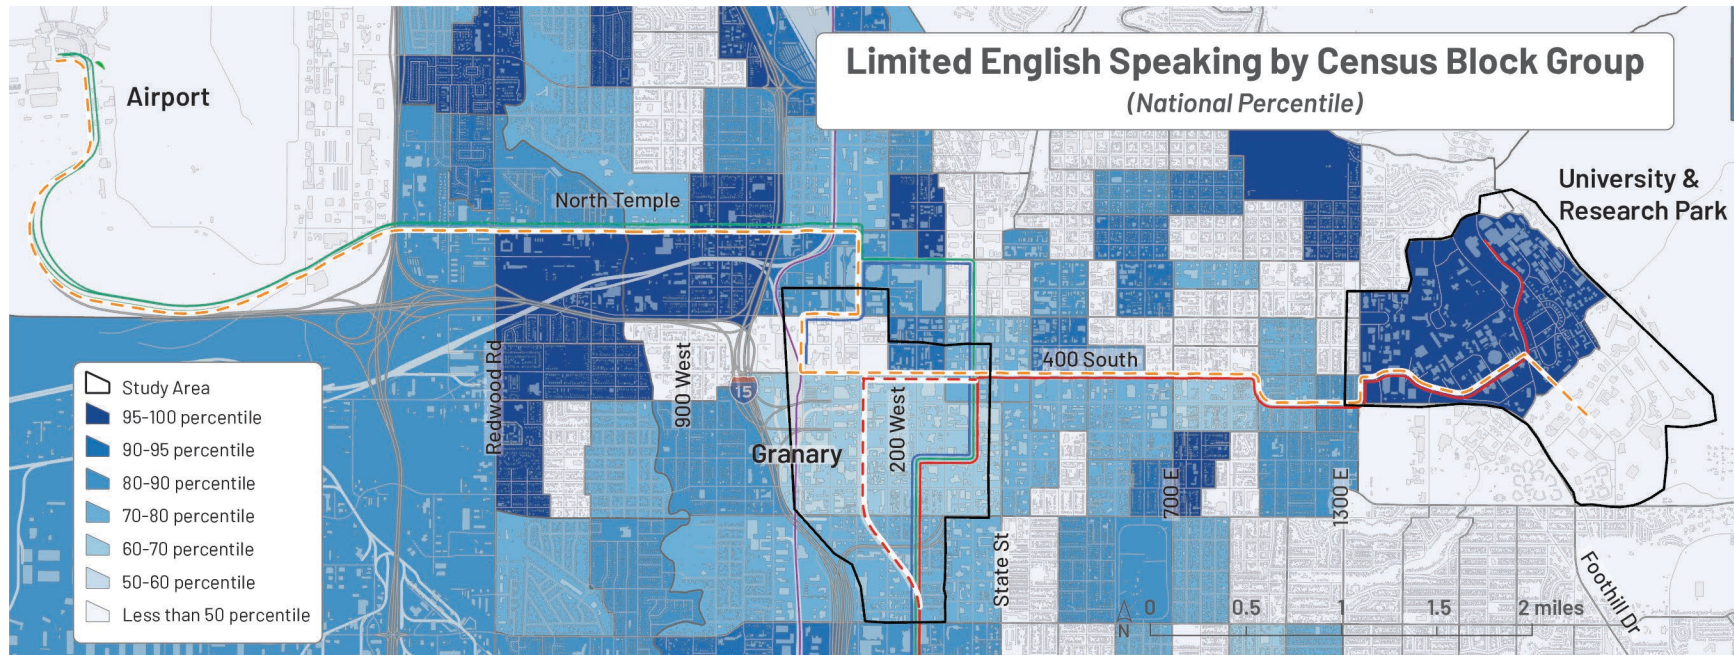 Limited English Speaking by Census Block Group
(National Percentile)
Airport
North Temple
University &
Research Park
400 South
Redwood Rd
900 West
15
Granary
200 West
State St
700 E
1300 E
Foothill Dr
Study Area
95-100 percentile
90-95 percentile
80-90 percentile
70-80 percentile
60-70 percentile
50-60 percentile
Less than 50 percentile
N
0 0.5 1 1.5 2 miles